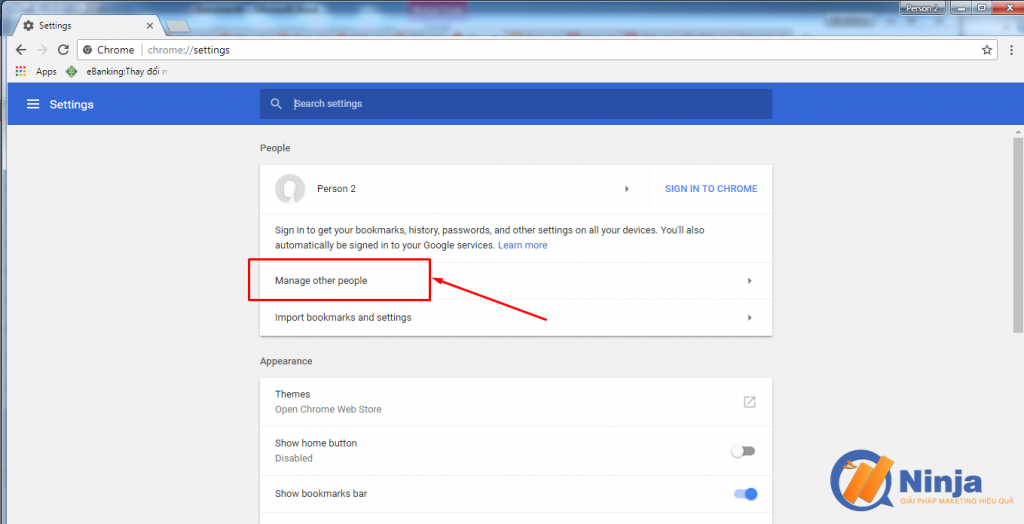 Person 2
Settings
Chrome
chrome://settings
Apps
eBanking:Thay đổi m
Settings
Search settings
People
Person 2
SIGN IN TO CHROME
Sign in to get your bookmarks, history, passwords, and other settings on all your devices. You'll also
automatically be signed in to your Google services. Learn more
Manage other people
Import bookmarks and settings
Appearance
Themes
Open Chrome Web Store
Show home button
Disabled
Show bookmarks bar
Ninja
GIẢI PHÁP MAKETING HIỆU QUẢ